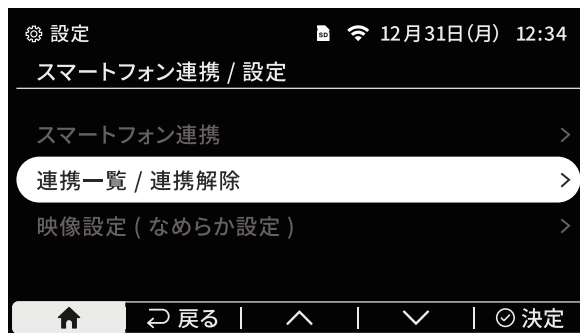 設定 SD 12月31日(月) 12:34
スマートフォン連携 / 設定
スマートフォン連携
連携一覧 / 連携解除
映像設定 ( なめらか設定 )
戻る 決定